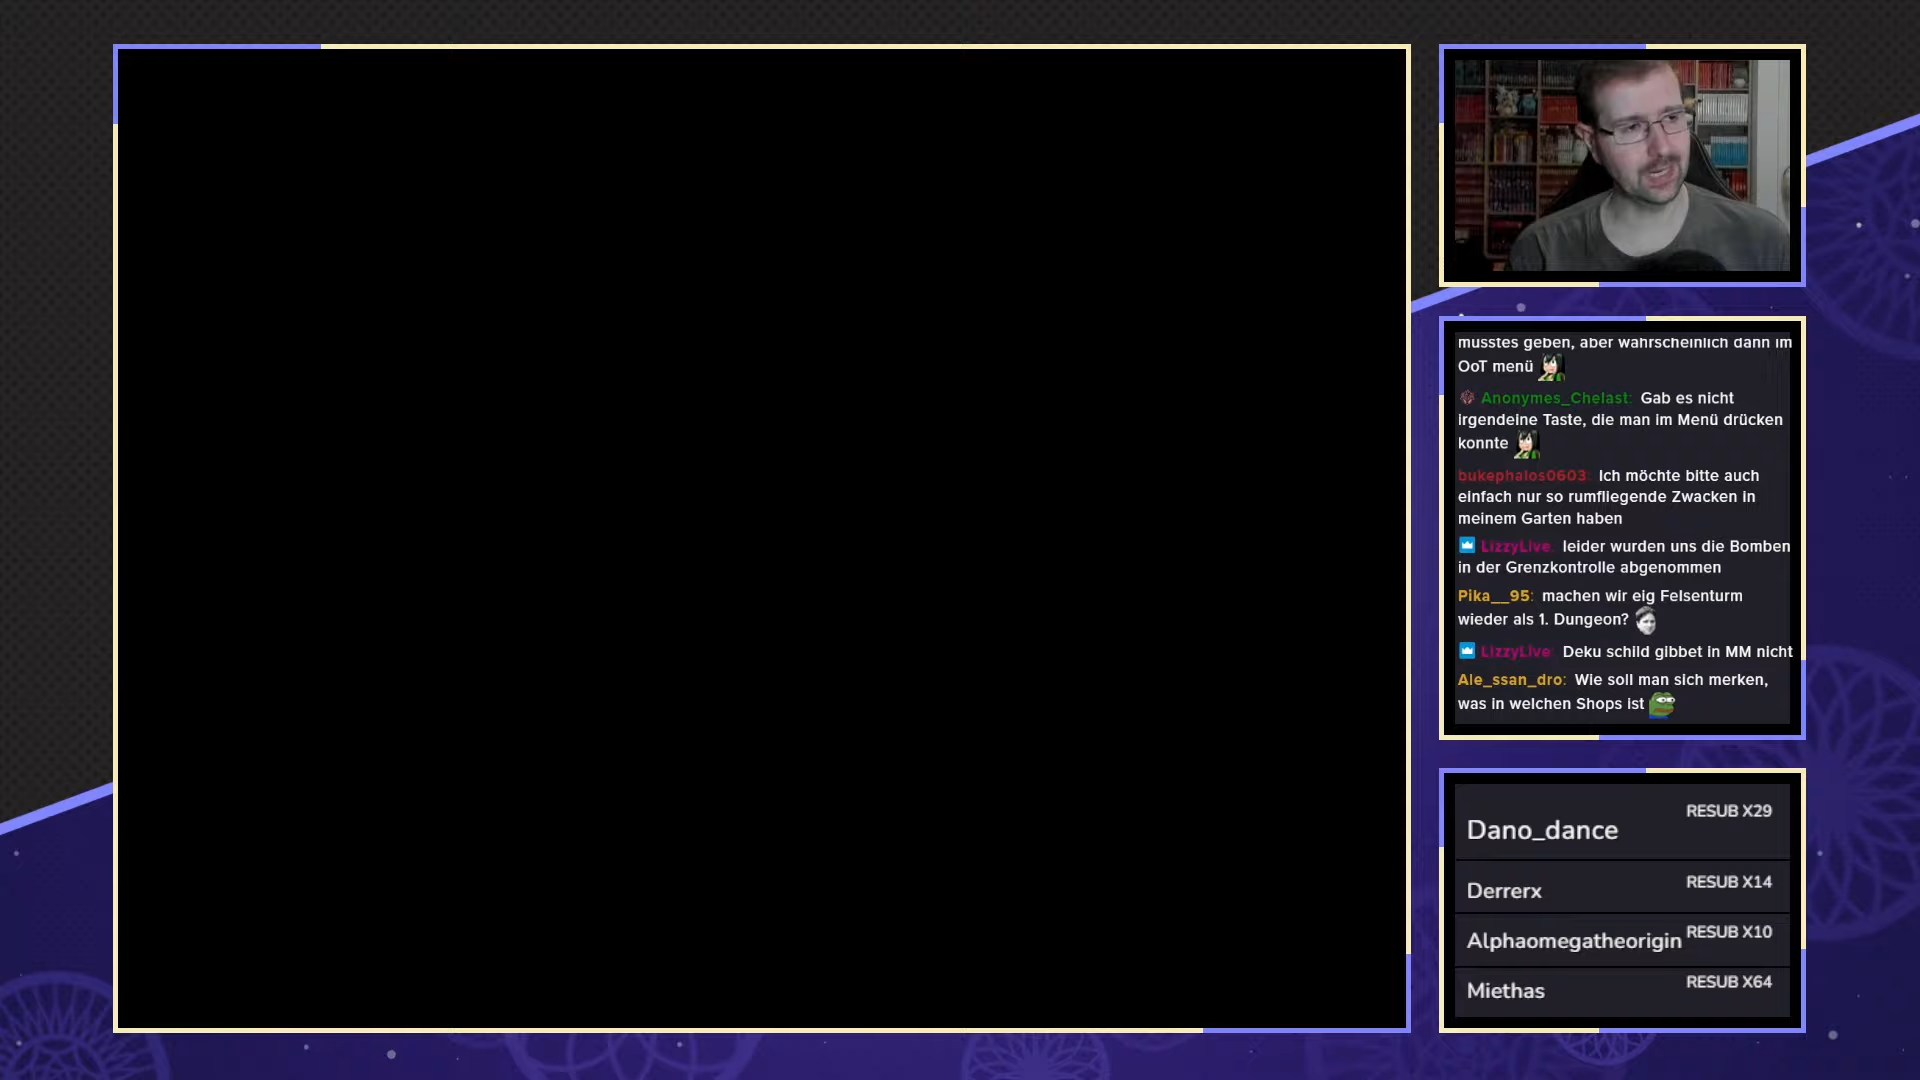 musstes geben, aber wahrscheinlich dann im
OoT menü
Anonymes_Chelast: Gab es nicht
irgendeine Taste, die man im Menü drücken
konnte
bukephalos0603: Ich möchte bitte auch
einfach nur so rumfliegende Zwacken in
meinem Garten haben
LizzyLive: leider wurden uns die Bomben
in der Grenzkontrolle abgenommen
Pika__95: machen wir eig Felsenturm
wieder als 1. Dungeon?
LizzyLive: Deku schild gibbet in MM nicht
Ale_ssan_dro: Wie soll man sich merken,
was in welchen Shops ist
Dano_dance RESUB X29
Derrerx RESUB X14
Alphaomegatheorigin RESUB X10
Miethas RESUB X64